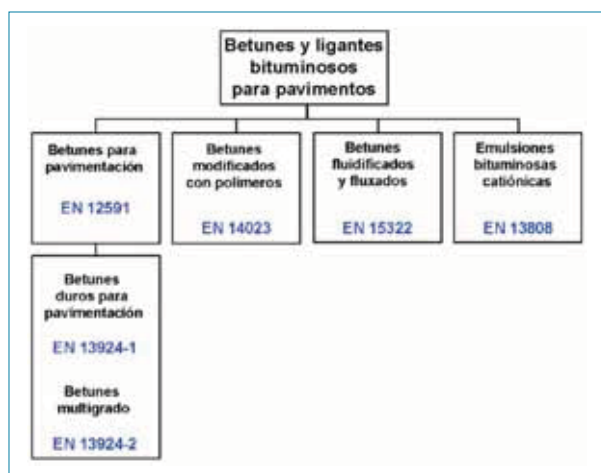 Betunes y ligantes
bituminosos
para pavimentos
Betunes para
pavimentación
EN 12591
Betunes
modificados
con polímeros
EN 14023
Betunes
fluidificados
y fluxados
EN 15322
Emulsiones
bituminosas
catiónicas
EN 13808
Betunes
duros para
pavimentación
EN 13924-1
Betunes
multigrado
EN 13924-2